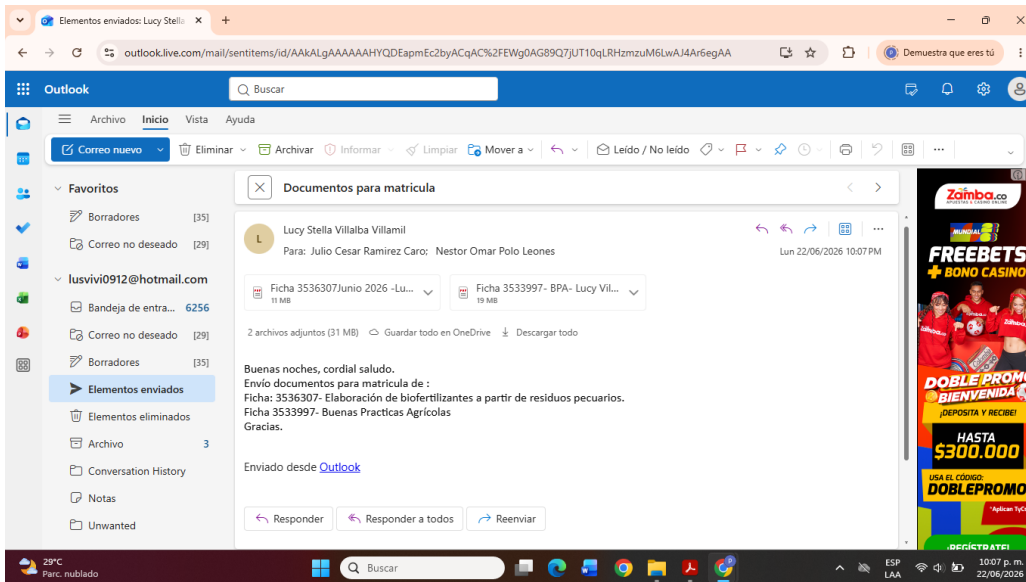 Elementos enviados: Lucy Stella
outlook.live.com/mail/sentitems/id/AAkALgAAAAAAHYQDEapmEc2byACqAC%2FEWg0AG89Q7jUT10qLRHzmzuM6LwAJ4Ar6egAA
Demuestra que eres tú
Outlook
Buscar
Archivo Inicio Vista Ayuda
Correo nuevo Eliminar Archivar Informar Limpiar Mover a Leído / No leído
Favoritos
Borradores [35]
Correo no deseado [29]
lusvivi0912@hotmail.com
Bandeja de entra... 6256
Correo no deseado [29]
Borradores [35]
Elementos enviados
Elementos eliminados
Archivo 3
Conversation History
Notas
Unwanted
Documentos para matricula
L
Lucy Stella Villalba Villamil
Para: Julio Cesar Ramirez Caro; Nestor Omar Polo Leones
Lun 22/06/2026 10:07 PM
Ficha 3536307Junio 2026 -Lu...
11 MB
Ficha 3533997- BPA- Lucy Vil...
19 MB
2 archivos adjuntos (31 MB) Guardar todo en OneDrive Descargar todo
Buenas noches, cordial saludo.
Envío documentos para matricula de :
Ficha: 3536307- Elaboración de biofertilizantes a partir de residuos pecuarios.
Ficha 3533997- Buenas Practicas Agrícolas
Gracias.
Enviado desde Outlook
Responder Responder a todos Reenviar
Zamba.co
APUESTAS & CASINO ONLINE
MUNDIAL
FREEBETS
+ BONO CASINO
DOBLE PROMO
BIENVENIDA
¡DEPOSITA Y RECIBE!
HASTA
$300.000
USA EL CÓDIGO:
DOBLEPROMO
*Aplican TyC
¡REGÍSTRATE!
29°C
Parc. nublado
Buscar
ESP
LAA
10:07 p. m.
22/06/2026